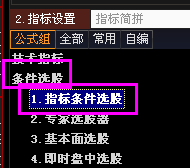 2.指标设置 指标简拼
公式组 全部 常用 自编
技术指标
条件选股
1.指标条件选股
2.专家选股器
3.基本面选股
4.即时盘中选股